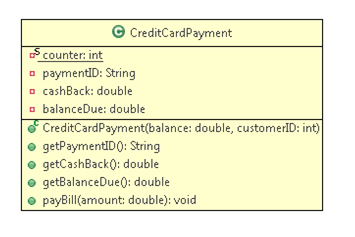 CreditCardPayment
counter: int
paymentID: String
cashBack: double
balanceDue: double
CreditCardPayment(balance: double, customerID: int)
getPaymentID(): String
getCashBack(): double
getBalanceDue(): double
payBill(amount: double): void